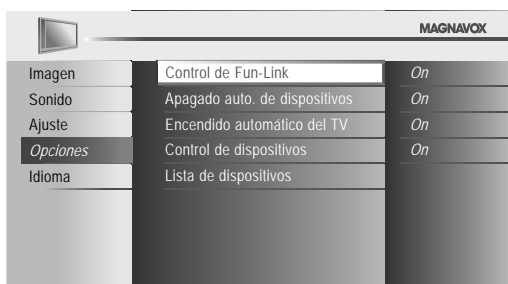 MAGNAVOX
Imagen
Control de Fun-Link
On
Sonido
Apagado auto. de dispositivos
On
Ajuste
Encendido automático del TV
On
Opciones
Control de dispositivos
On
Idioma
Lista de dispositivos